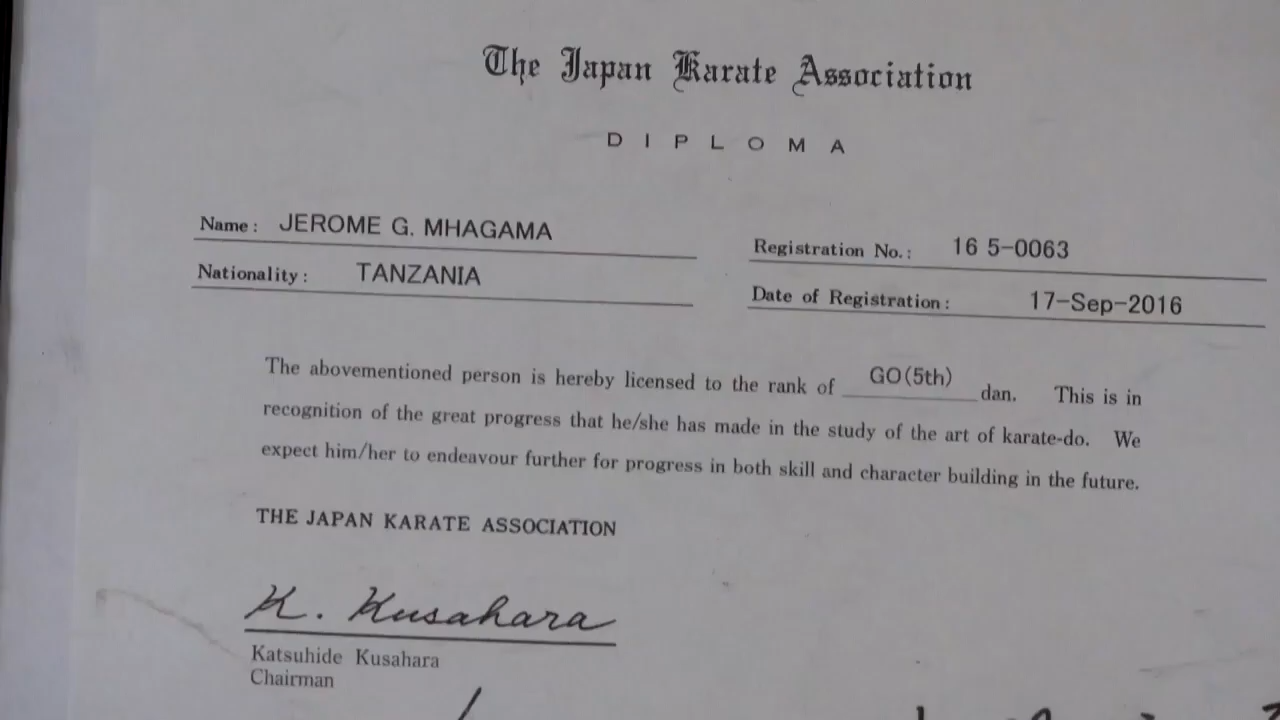 The Japan Karate Association
DIPLOMA
Name: JEROME G. MHAGAMA
Registration No.: 16 5-0063
Nationality: TANZANIA
Date of Registration: 17-Sep-2016
The abovementioned person is hereby licensed to the rank of GO(5th) dan. This is in
recognition of the great progress that he/she has made in the study of the art of karate-do. We
expect him/her to endeavour further for progress in both skill and character building in the future.
THE JAPAN KARATE ASSOCIATION
K. Kusahara
Katsuhide Kusahara
Chairman